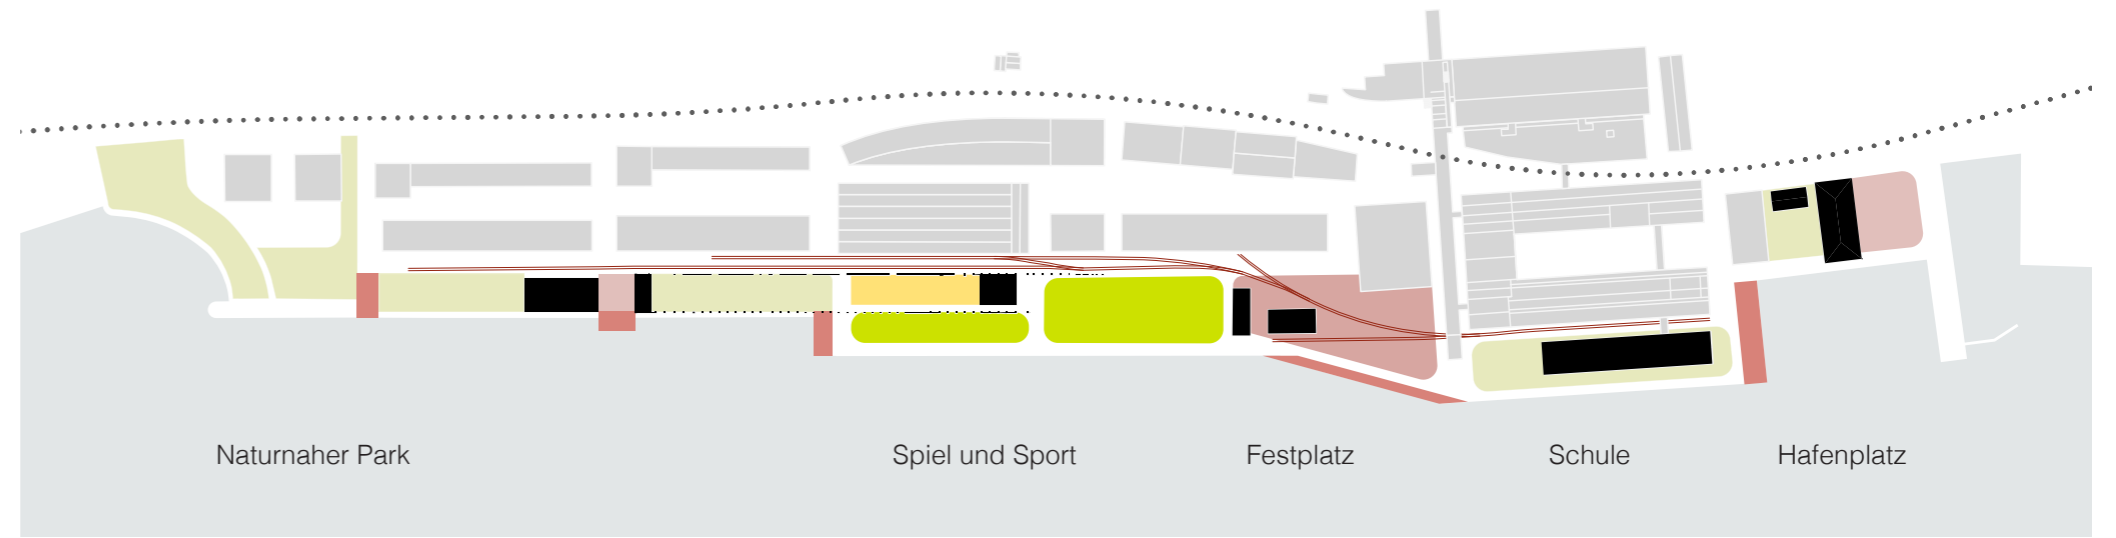 Naturnaher Park
Spiel und Sport
Festplatz
Schule
Hafenplatz